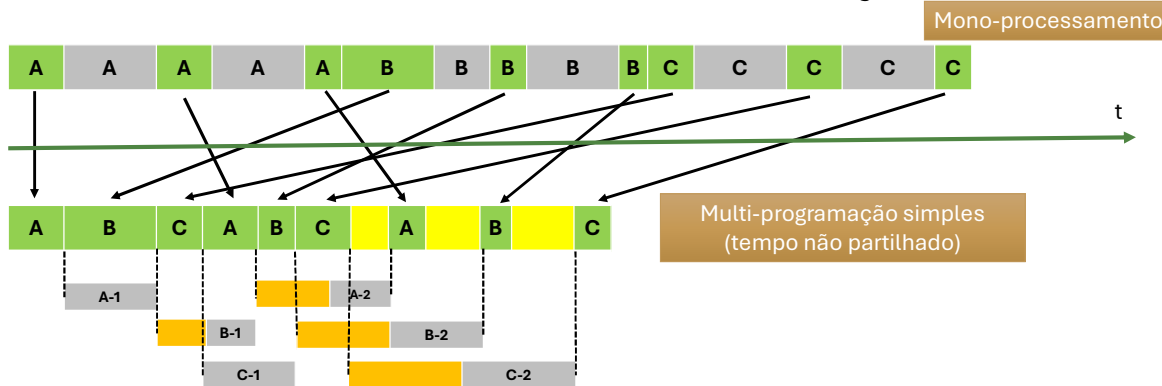 Mono-processamento
A A A A A B B B B B C C C C C
t
A B C A B C A B C
Multi-programação simples
(tempo não partilhado)
A-1 A-2
B-1 B-2
C-1 C-2